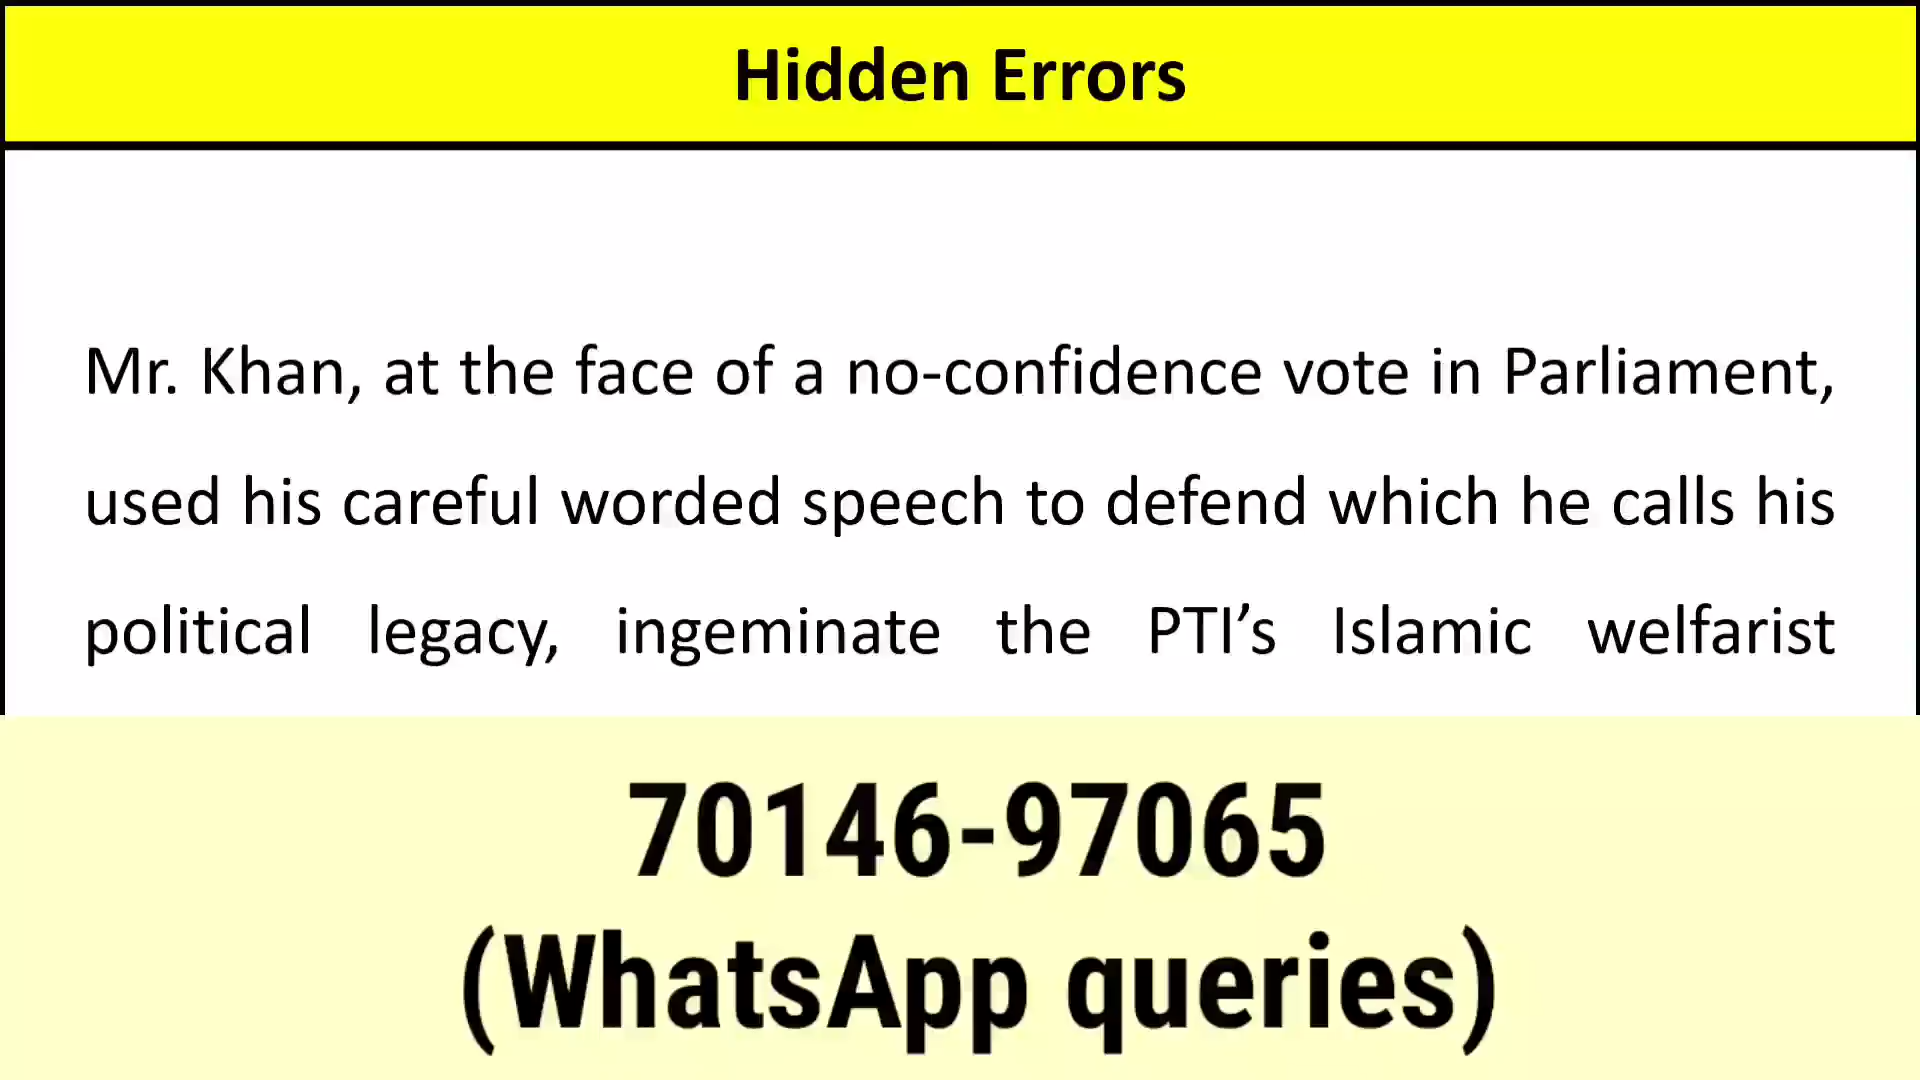 Hidden Errors
Mr. Khan, at the face of a no-confidence vote in Parliament,
used his careful worded speech to defend which he calls his
political legacy, ingeminate the PTI’s Islamic welfarist
70146-97065
(WhatsApp queries)